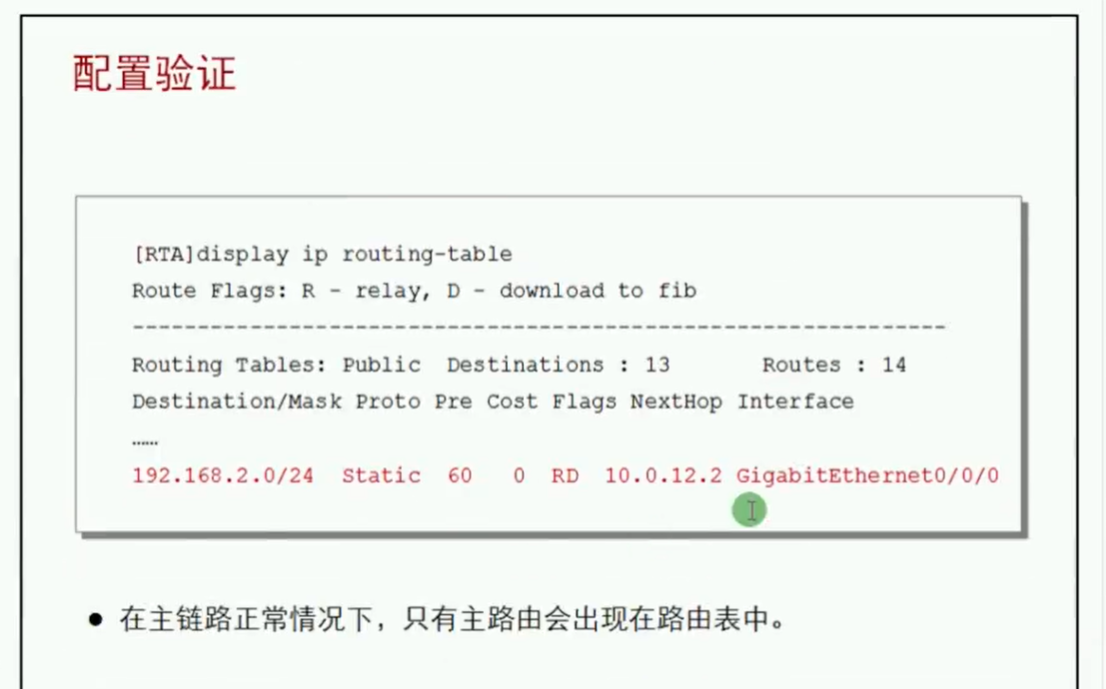 配置验证
[RTA]display ip routing-table
Route Flags: R - relay, D - download to fib
----------------------------------------------------------------
Routing Tables: Public  Destinations : 13       Routes : 14
Destination/Mask Proto Pre Cost Flags NextHop Interface
……
192.168.2.0/24  Static  60   0  RD  10.0.12.2 GigabitEthernet0/0/0
● 在主链路正常情况下，只有主路由会出现在路由表中。